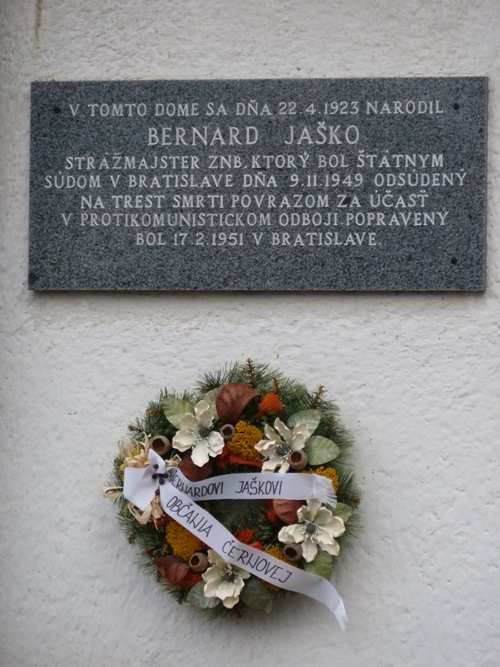 V TOMTO DOME SA DŇA 22.4.1923 NARODIL
BERNARD JAŠKO
STRÁŽMAJSTER ZNB, KTORÝ BOL ŠTÁTNYM
SÚDOM V BRATISLAVE DŇA 9.11.1949 ODSÚDENÝ
NA TREST SMRTI POVRAZOM ZA ÚČASŤ
V PROTIKOMUNISTICKOM ODBOJI. POPRAVENÝ
BOL 17.2.1951 V BRATISLAVE.
BERNARDOVI JAŠKOVI
OBČANIA ČERNOVEJ